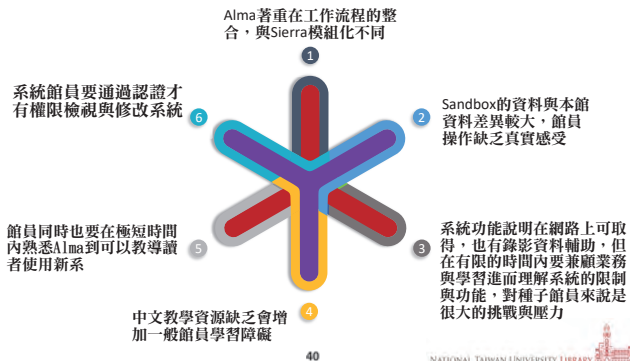 Alma著重在工作流程的整
合，與Sierra模組化不同
1
系統館員要通過認證才
有權限檢視與修改系統
6
2
Sandbox的資料與本館
資料差異較大，館員
操作缺乏真實感受
館員同時也要在極短時間
內熟悉Alma到可以教導讀
者使用新系
5
3
系統功能說明在網路上可取
得，也有錄影資料輔助，但
在有限的時間內要兼顧業務
與學習進而理解系統的限制
與功能，對種子館員來說是
很大的挑戰與壓力
4
中文教學資源缺乏會增
加一般館員學習障礙
40
NATIONAL TAIWAN UNIVERSITY LIBRARY